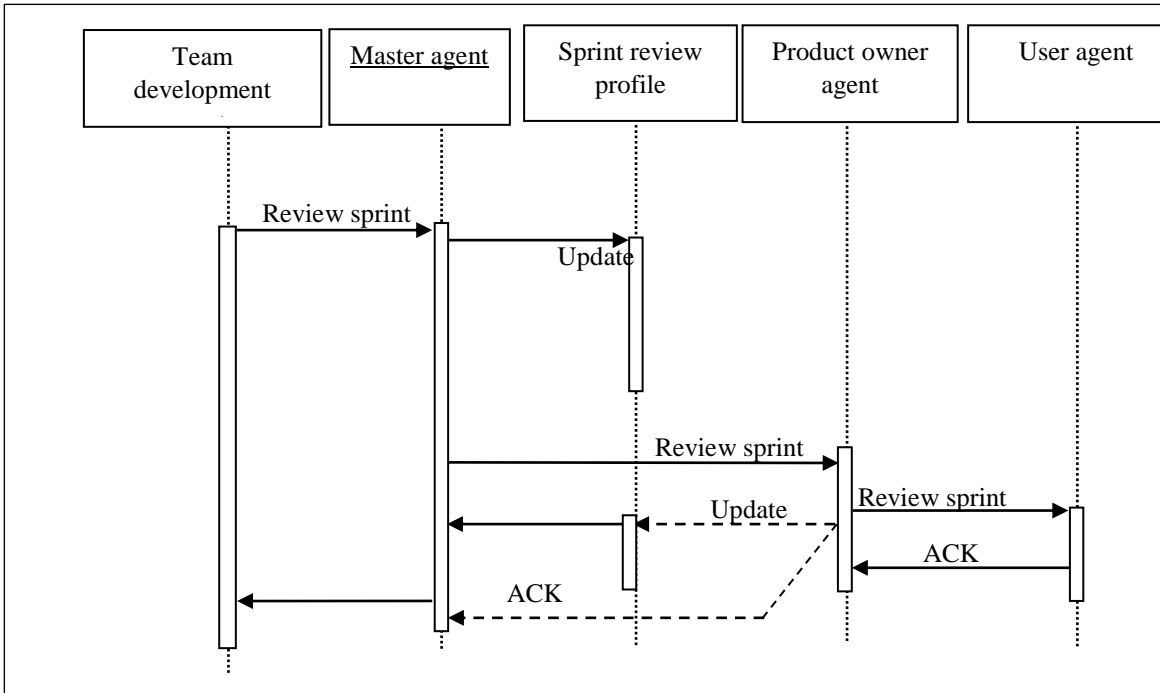 Team
development
Master agent
Sprint review
profile
Product owner
agent
User agent
Review sprint
Update
Review sprint
Review sprint
Update
ACK
ACK